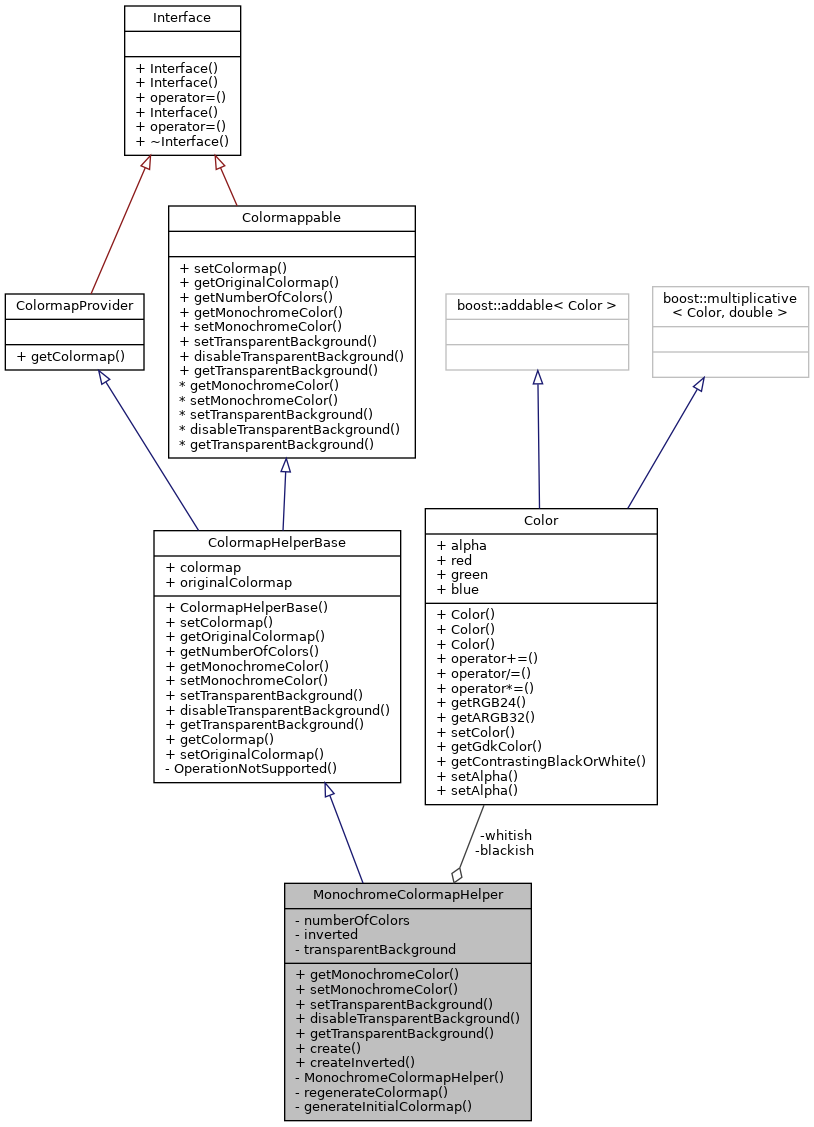 Interface
+ Interface()
+ Interface()
+ operator=()
+ Interface()
+ operator=()
+ ~Interface()
Colormappable
+ setColormap()
+ getOriginalColormap()
+ getNumberOfColors()
+ getMonochromeColor()
+ setMonochromeColor()
+ setTransparentBackground()
+ disableTransparentBackground()
+ getTransparentBackground()
* getMonochromeColor()
* setMonochromeColor()
* setTransparentBackground()
* disableTransparentBackground()
* getTransparentBackground()
ColormapProvider
+ getColormap()
boost::addable< Color >
boost::multiplicative
< Color, double >
ColormapHelperBase
+ colormap
+ originalColormap
+ ColormapHelperBase()
+ setColormap()
+ getOriginalColormap()
+ getNumberOfColors()
+ getMonochromeColor()
+ setMonochromeColor()
+ setTransparentBackground()
+ disableTransparentBackground()
+ getTransparentBackground()
+ getColormap()
+ setOriginalColormap()
- OperationNotSupported()
Color
+ alpha
+ red
+ green
+ blue
+ Color()
+ Color()
+ Color()
+ operator+=()
+ operator/=()
+ operator*=()
+ getRGB24()
+ getARGB32()
+ setColor()
+ getGdkColor()
+ getContrastingBlackOrWhite()
+ setAlpha()
+ setAlpha()
-whitish
-blackish
MonochromeColormapHelper
- numberOfColors
- inverted
- transparentBackground
+ getMonochromeColor()
+ setMonochromeColor()
+ setTransparentBackground()
+ disableTransparentBackground()
+ getTransparentBackground()
+ create()
+ createInverted()
- MonochromeColormapHelper()
- regenerateColormap()
- generateInitialColormap()